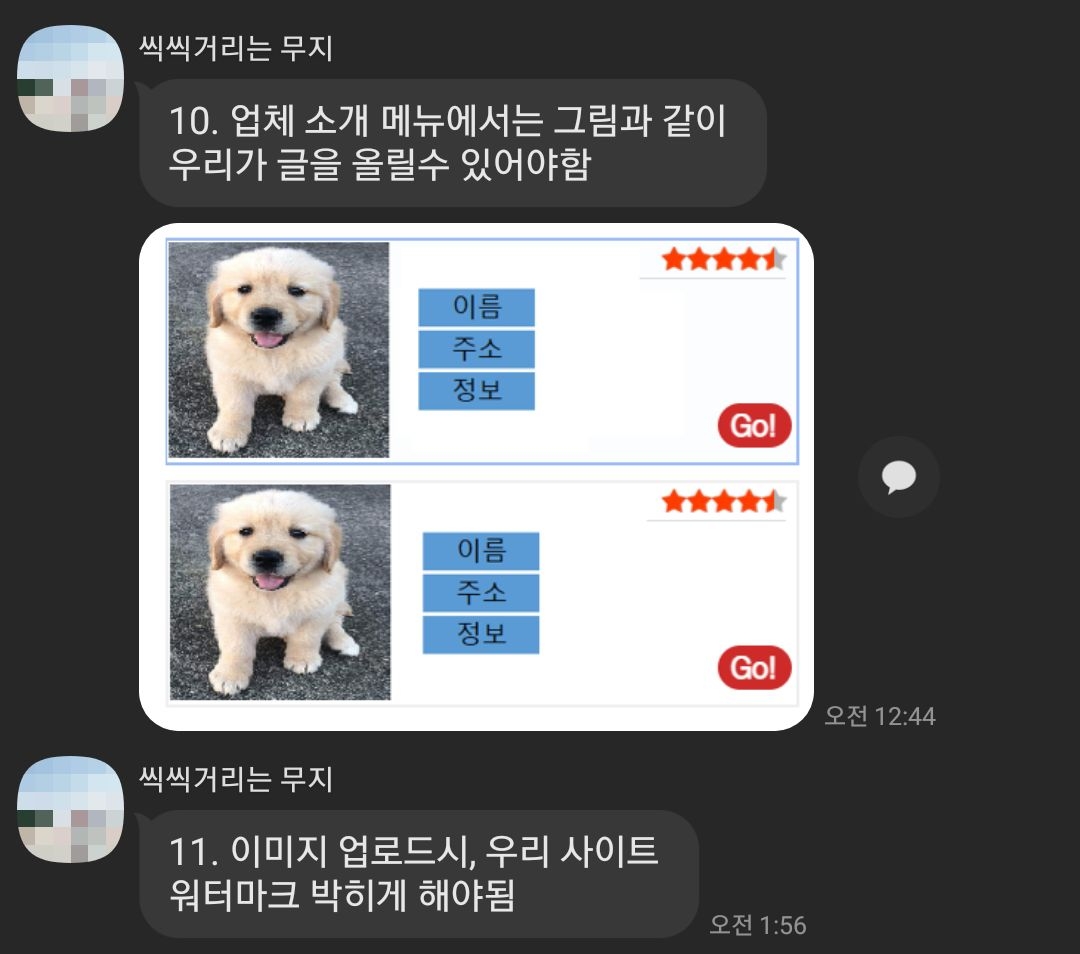 씩씩거리는 무지
10. 업체 소개 메뉴에서는 그림과 같이
우리가 글을 올릴수 있어야함
이름
주소
정보
Go!
이름
주소
정보
Go!
오전 12:44
씩씩거리는 무지
11. 이미지 업로드시, 우리 사이트
워터마크 박히게 해야됨
오전 1:56